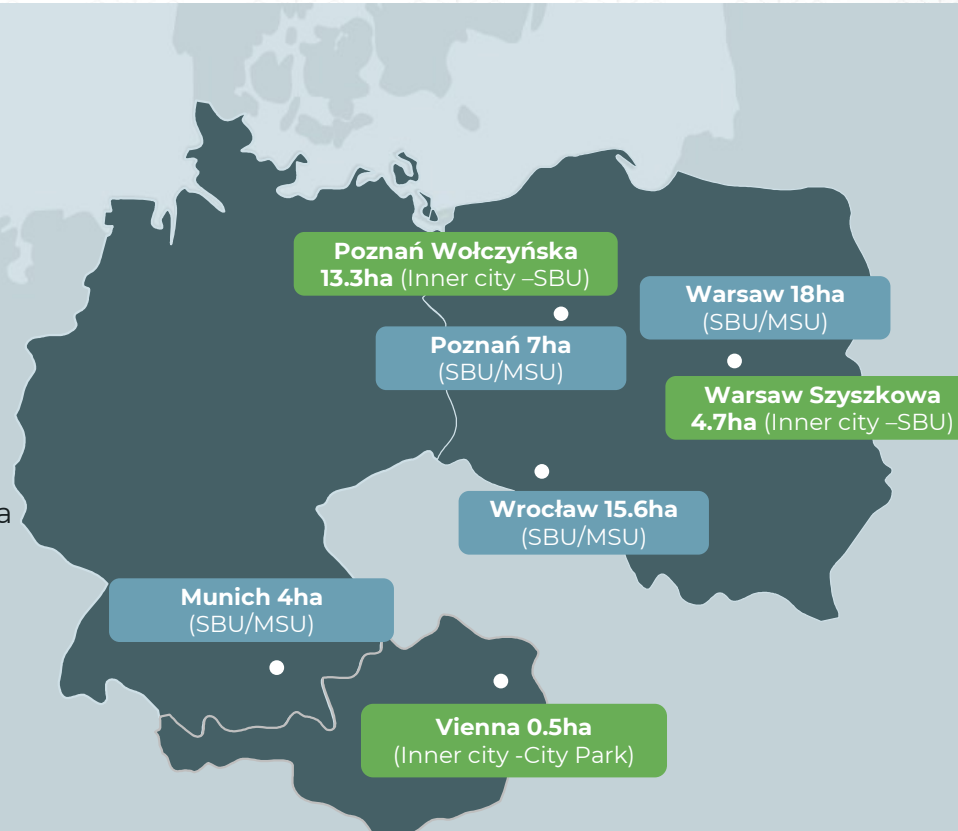 Poznań Wołczyńska
13.3ha (Inner city –SBU)
Warsaw 18ha
(SBU/MSU)
Poznań 7ha
(SBU/MSU)
Warsaw Szyszkowa
4.7ha (Inner city –SBU)
Wrocław 15.6ha
(SBU/MSU)
a
Munich 4ha
(SBU/MSU)
Vienna 0.5ha
(Inner city -City Park)